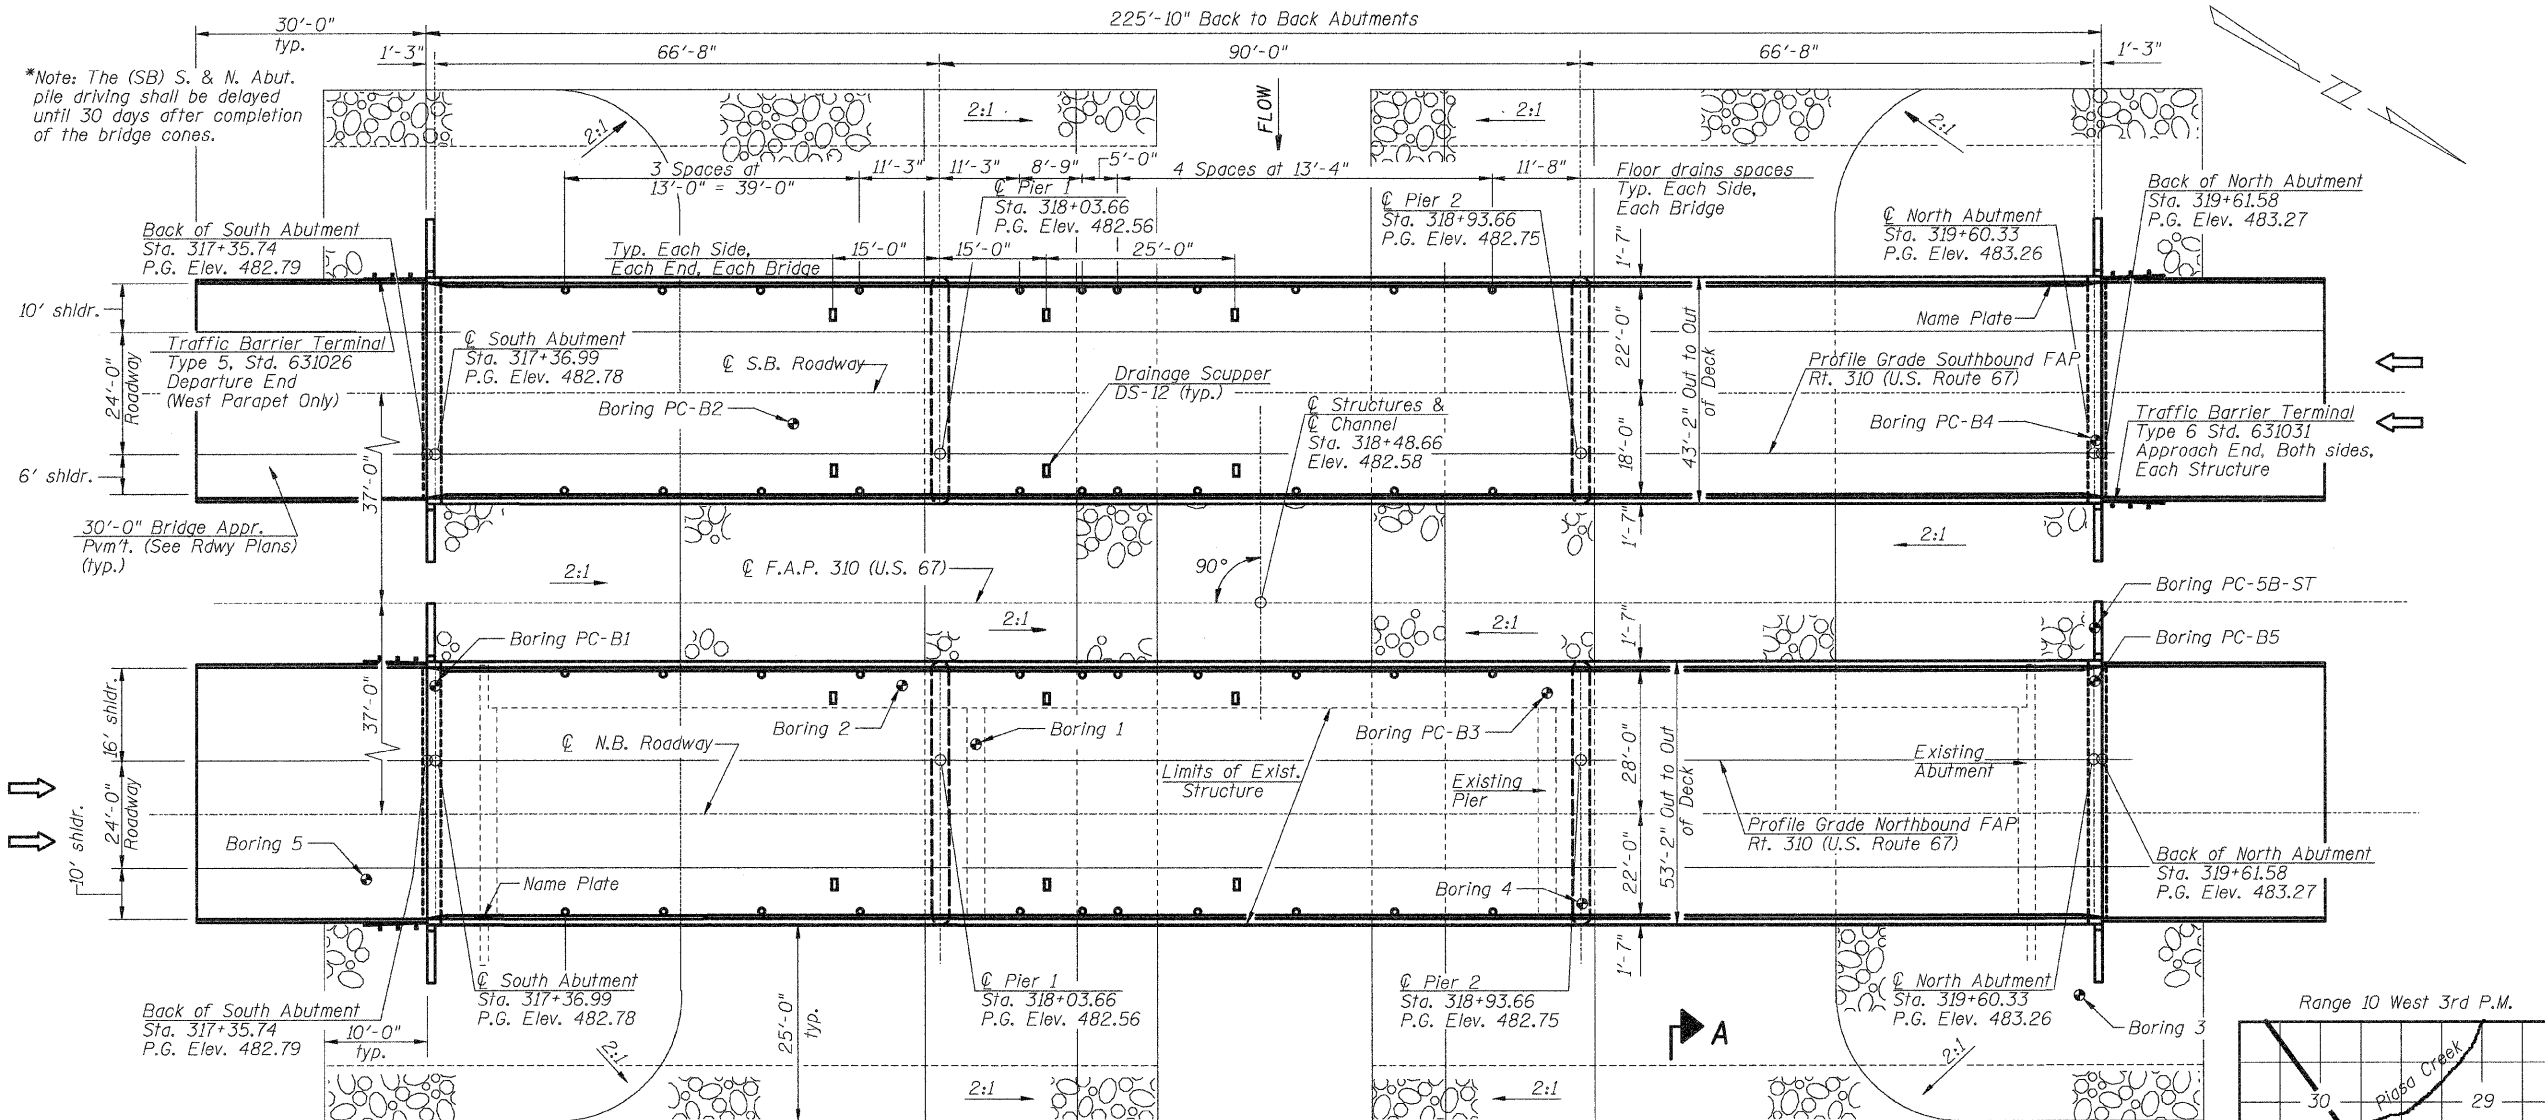 225'-10" Back to Back Abutments
30'-0"
typ.
1'-3"
66'-8"
90'-0"
66'-8"
1'-3"
*Note: The (SB) S. & N. Abut.
pile driving shall be delayed
until 30 days after completion
of the bridge cones.
2:1
2:1
FLOW
2:1
2:1
3 Spaces at
13'-0" = 39'-0"
11'-3"
11'-3"
8'-9"
5'-0"
4 Spaces at 13'-4"
11'-8"
Floor drains spaces
Typ. Each Side,
Each Bridge
℄ Pier 1
Sta. 318+03.66
P.G. Elev. 482.56
℄ Pier 2
Sta. 318+93.66
P.G. Elev. 482.75
Back of North Abutment
Sta. 319+61.58
P.G. Elev. 483.27
℄ North Abutment
Sta. 319+60.33
P.G. Elev. 483.26
Back of South Abutment
Sta. 317+35.74
P.G. Elev. 482.79
Typ. Each Side,
Each End, Each Bridge
15'-0"
15'-0"
25'-0"
1'-7"
10' shldr.
24'-0"
Roadway
6' shldr.
Traffic Barrier Terminal
Type 5, Std. 631026
Departure End
(West Parapet Only)
℄ South Abutment
Sta. 317+36.99
P.G. Elev. 482.78
℄ S.B. Roadway
Boring PC-B2
Drainage Scupper
DS-12 (typ.)
℄ Structures &
℄ Channel
Sta. 318+48.66
Elev. 482.58
22'-0"
18'-0"
43'-2" Out to Out
of Deck
Name Plate
Profile Grade Southbound FAP
Rt. 310 (U.S. Route 67)
Boring PC-B4
Traffic Barrier Terminal
Type 6 Std. 631031
Approach End, Both sides,
Each Structure
37'-0"
30'-0" Bridge Appr.
Pvm't. (See Rdwy Plans)
(typ.)
1'-7"
2:1
2:1
℄ F.A.P. 310 (U.S. 67)
90°
Boring PC-5B-ST
2:1
2:1
1'-7"
Boring PC-B1
Boring PC-B5
16' shldr.
24'-0"
Roadway
10' shldr.
37'-0"
Boring 2
Boring 1
Boring PC-B3
℄ N.B. Roadway
Limits of Exist.
Structure
Existing
Pier
28'-0"
22'-0"
53'-2" Out to Out
of Deck
Existing
Abutment
Profile Grade Northbound FAP
Rt. 310 (U.S. Route 67)
Boring 5
Name Plate
Boring 4
Back of North Abutment
Sta. 319+61.58
P.G. Elev. 483.27
1'-7"
Back of South Abutment
Sta. 317+35.74
P.G. Elev. 482.79
℄ South Abutment
Sta. 317+36.99
P.G. Elev. 482.78
℄ Pier 1
Sta. 318+03.66
P.G. Elev. 482.56
℄ Pier 2
Sta. 318+93.66
P.G. Elev. 482.75
℄ North Abutment
Sta. 319+60.33
P.G. Elev. 483.26
Boring 3
10'-0"
typ.
25'-0"
typ.
A
2:1
2:1
2:1
2:1
Range 10 West 3rd P.M.
Piasa Creek
30
29